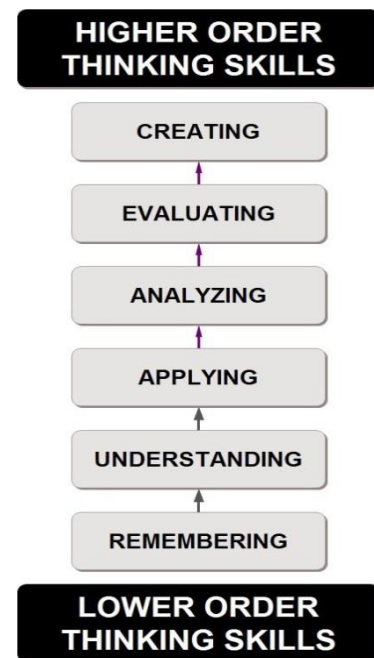 HIGHER ORDER
THINKING SKILLS
CREATING
EVALUATING
ANALYZING
APPLYING
UNDERSTANDING
REMEMBERING
LOWER ORDER
THINKING SKILLS